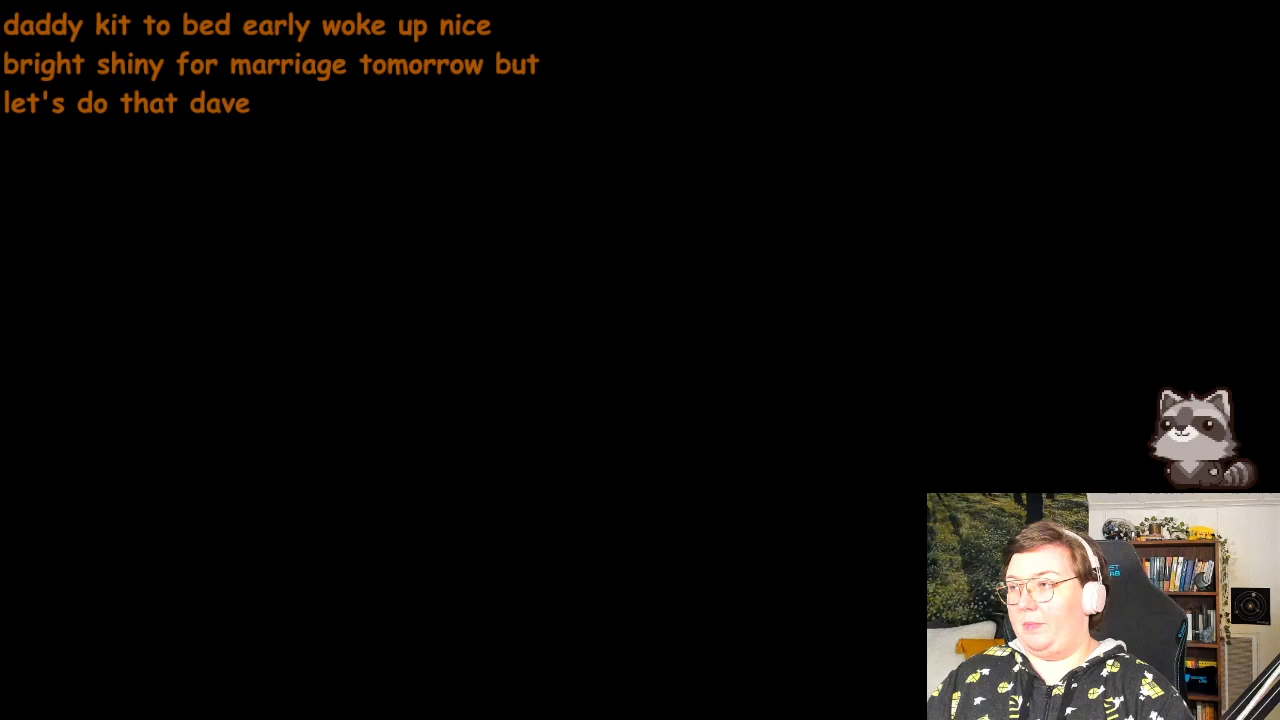 daddy kit to bed early woke up nice
bright shiny for marriage tomorrow but
let's do that dave